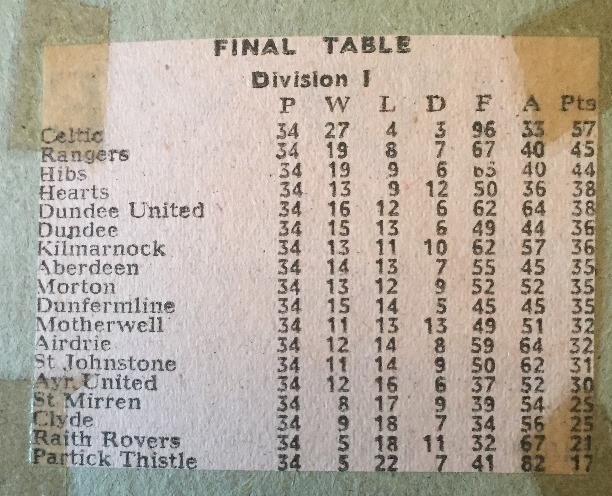 FINAL TABLE
Division I
P W L D F A Pts
Celtic 34 27 4 3 96 33 57
Rangers 34 19 8 7 67 40 45
Hibs 34 19 9 6 65 40 44
Hearts 34 13 9 12 50 36 38
Dundee United 34 16 12 6 62 64 38
Dundee 34 15 13 6 49 44 36
Kilmarnock 34 13 11 10 62 57 36
Aberdeen 34 14 13 7 55 45 35
Morton 34 13 12 9 52 52 35
Dunfermline 34 15 14 5 45 45 35
Motherwell 34 11 13 13 49 51 32
Airdrie 34 12 14 8 59 64 32
St Johnstone 34 11 14 9 50 62 31
Ayr United 34 12 16 6 37 52 30
St Mirren 34 8 17 9 39 54 25
Clyde 34 9 18 7 34 56 25
Raith Rovers 34 5 18 11 32 67 21
Partick Thistle 34 5 22 7 41 82 17